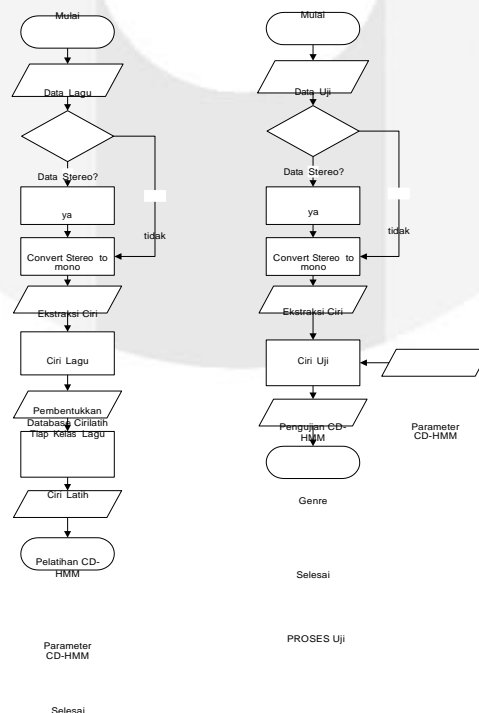 Mulai
Data Lagu
Data Stereo?
ya
tidak
Convert Stereo to
mono
Ekstraksi Ciri
Ciri Lagu
Pembentukkan
Database Cirilatih
Tiap Kelas Lagu
Ciri Latih
Pelatihan CD-
HMM
Parameter
CD-HMM
Selesai
Mulai
Data Uji
Data Stereo?
ya
tidak
Convert Stereo to
mono
Ekstraksi Ciri
Ciri Uji
Pengujian CD-
HMM
Parameter
CD-HMM
Genre
Selesai
PROSES Uji